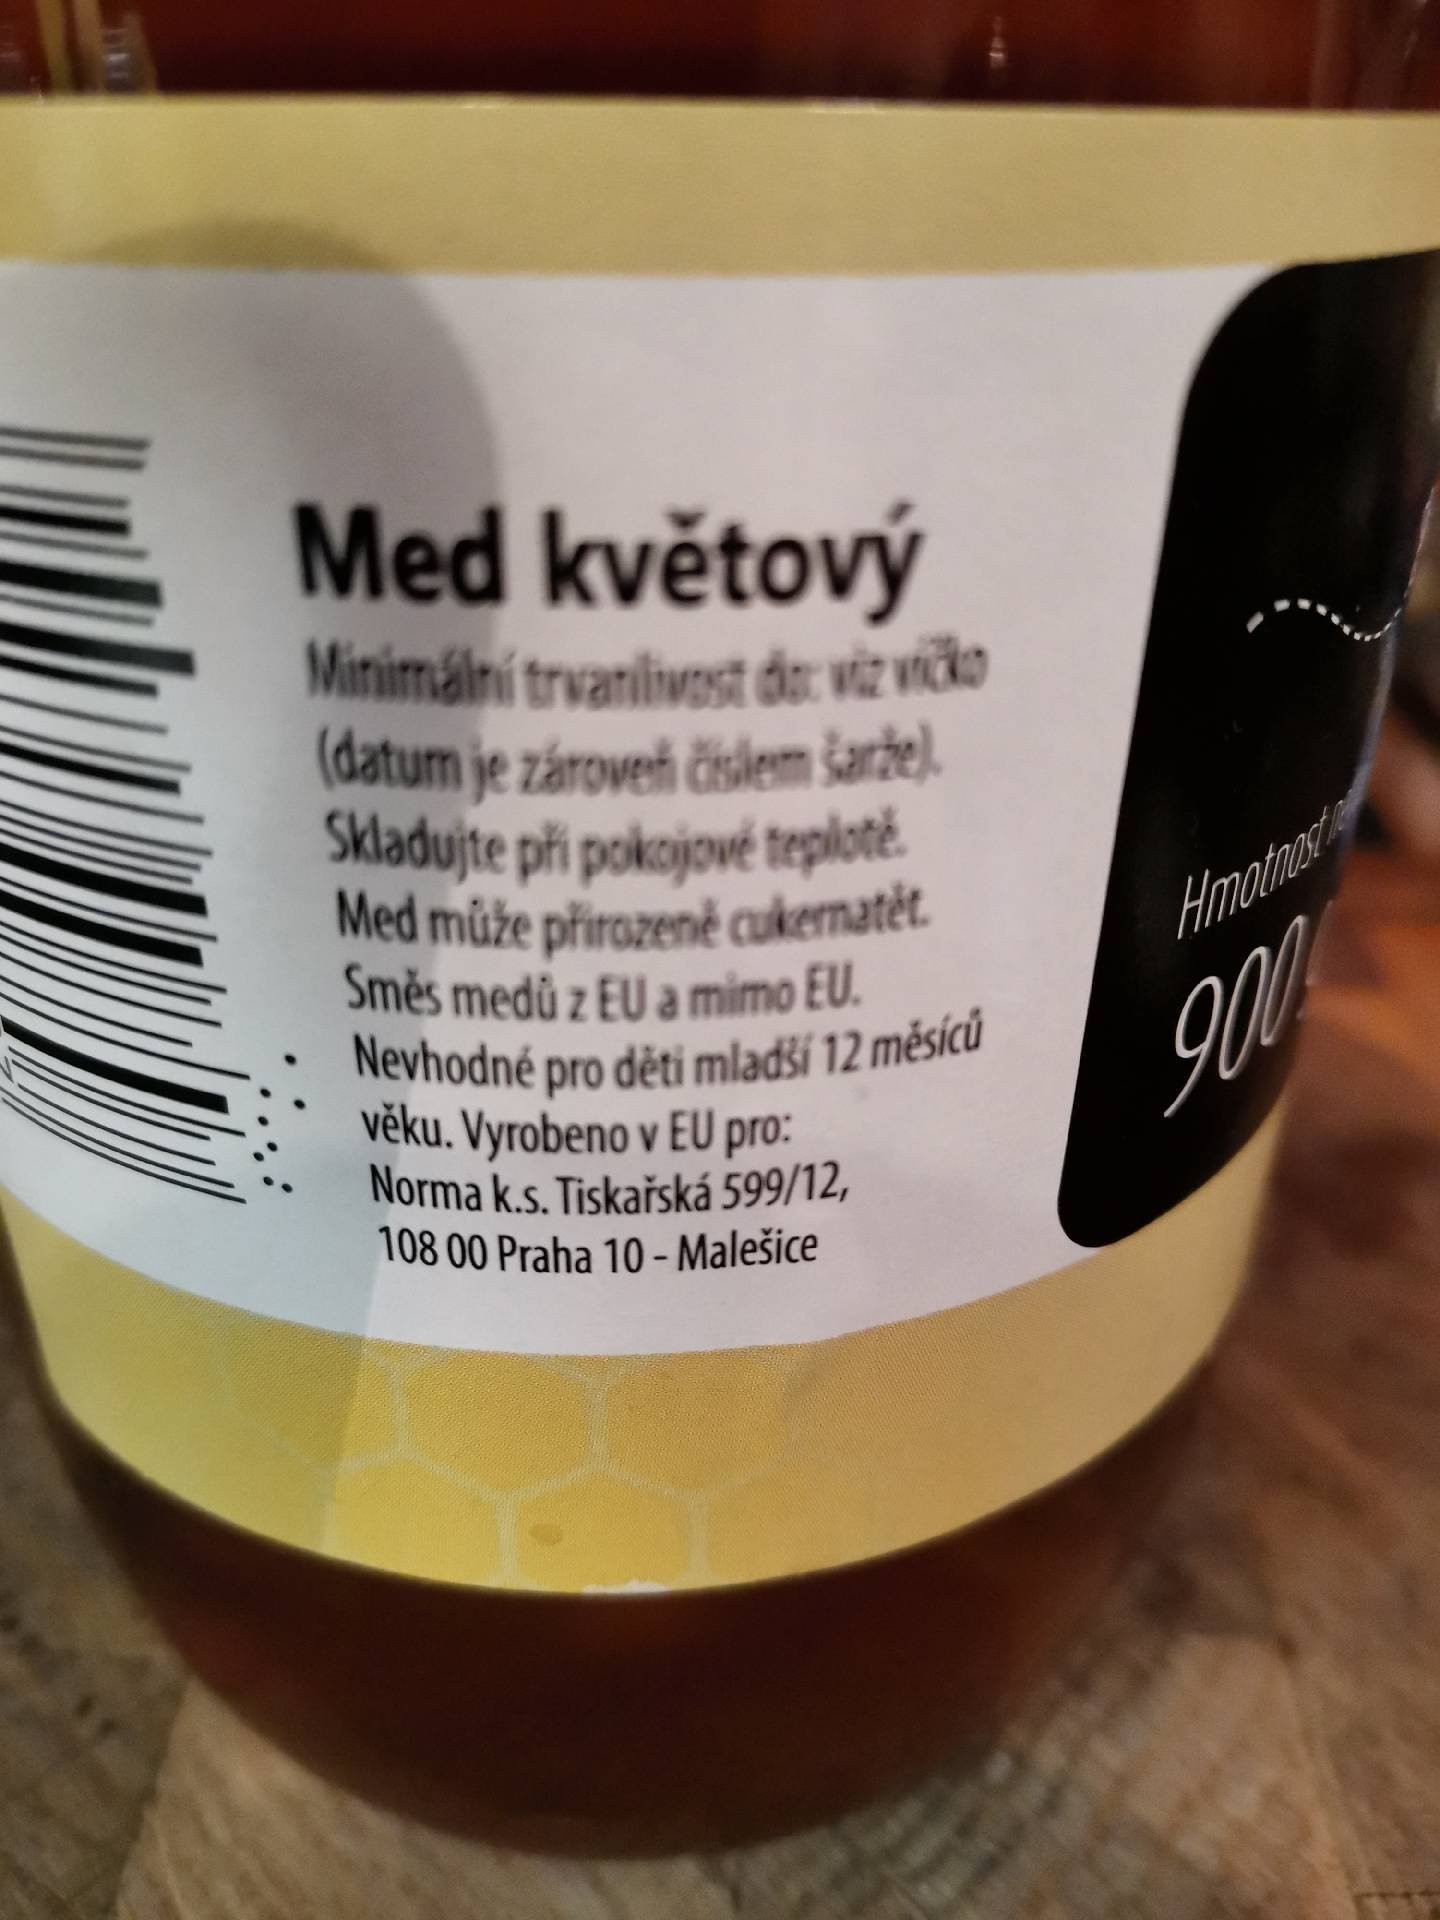 Med květový
Minimální trvanlivost do: viz víčko
(datum je zároveň číslem šarže).
Skladujte při pokojové teplotě.
Med může přirozeně cukernatět.
Směs medů z EU a mimo EU.
Nevhodné pro děti mladší 12 měsíců
věku. Vyrobeno v EU pro:
Norma k.s. Tiskařská 599/12,
108 00 Praha 10 - Malešice
Hmotnost
900